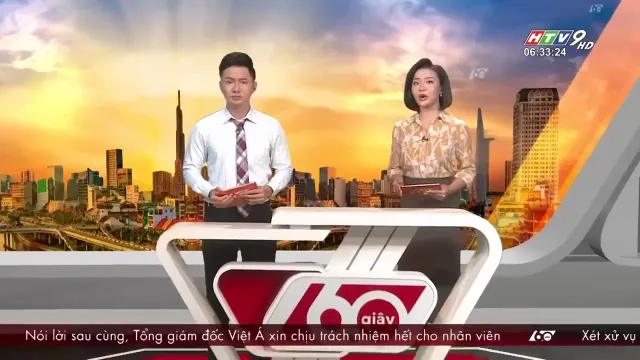 HTV9 HD
06:33:24
60
giây
Nói lời sau cùng, Tổng giám đốc Việt Á xin chịu trách nhiệm hết cho nhân viên 60 Xét xử vụ